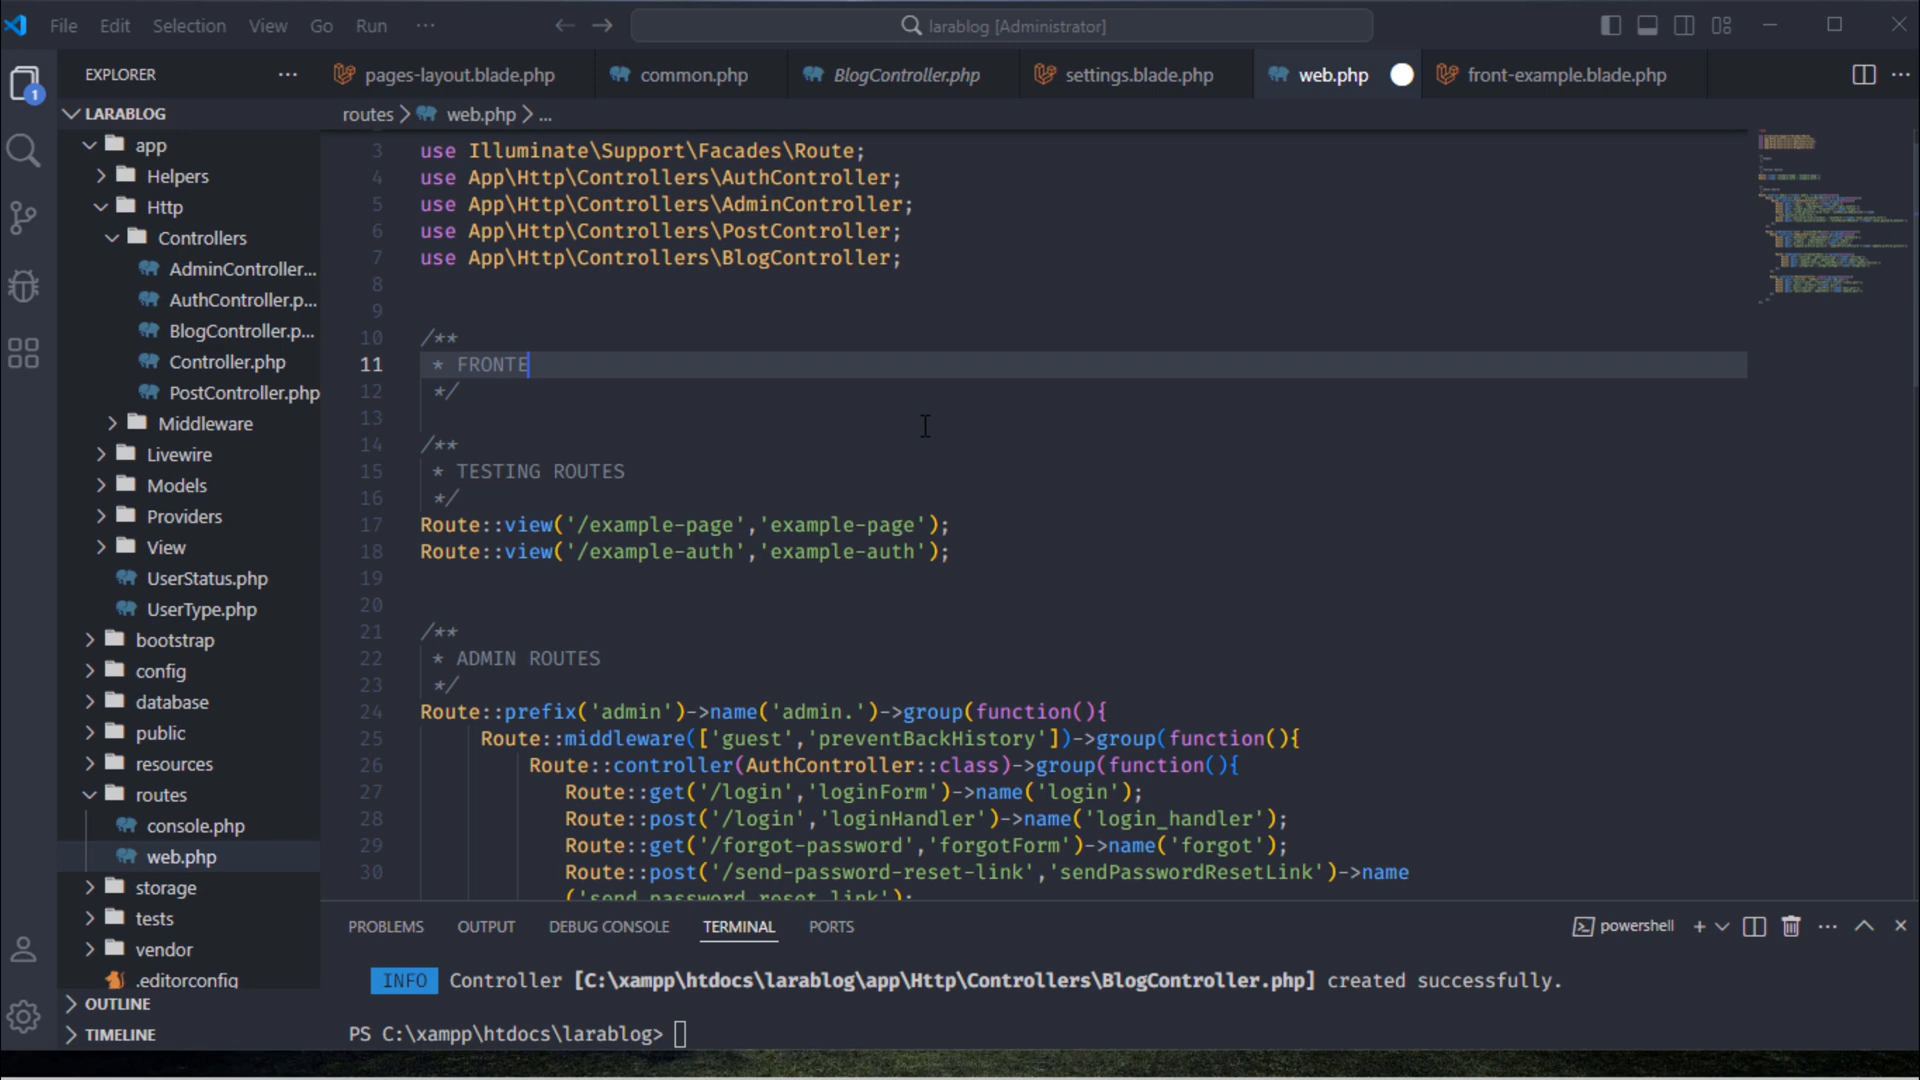 File Edit Selection View Go Run ···
larablog [Administrator]
EXPLORER
pages-layout.blade.php
common.php
BlogController.php
settings.blade.php
web.php
front-example.blade.php
1
LARABLOG
app
Helpers
Http
Controllers
AdminController...
AuthController.p...
BlogController.p...
Controller.php
PostController.php
Middleware
Livewire
Models
Providers
View
UserStatus.php
UserType.php
bootstrap
config
database
public
resources
routes
console.php
web.php
storage
tests
vendor
.editorconfig
OUTLINE
TIMELINE
routes > web.php > ...
3 use Illuminate\Support\Facades\Route;
4 use App\Http\Controllers\AuthController;
5 use App\Http\Controllers\AdminController;
6 use App\Http\Controllers\PostController;
7 use App\Http\Controllers\BlogController;
8
9
10 /**
11 * FRONTE
12 */
13
14 /**
15 * TESTING ROUTES
16 */
17 Route::view('/example-page','example-page');
18 Route::view('/example-auth','example-auth');
19
20
21 /**
22 * ADMIN ROUTES
23 */
24 Route::prefix('admin')->name('admin.')->group(function(){
25 Route::middleware(['guest','preventBackHistory'])->group(function(){
26 Route::controller(AuthController::class)->group(function(){
27 Route::get('/login','loginForm')->name('login');
28 Route::post('/login','loginHandler')->name('login_handler');
29 Route::get('/forgot-password','forgotForm')->name('forgot');
30 Route::post('/send-password-reset-link','sendPasswordResetLink')->name
('send_password_reset_link');
PROBLEMS OUTPUT DEBUG CONSOLE TERMINAL PORTS
powershell
INFO Controller [C:\xampp\htdocs\larablog\app\Http\Controllers\BlogController.php] created successfully.
PS C:\xampp\htdocs\larablog>